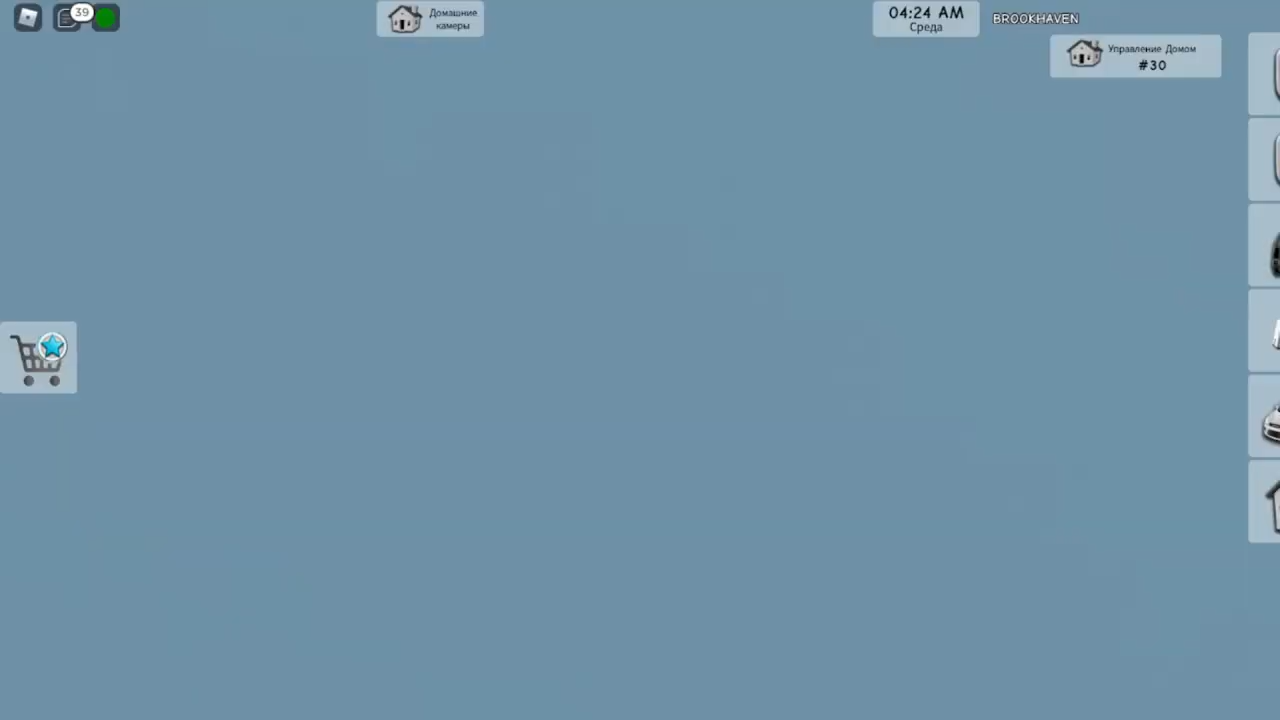 39
Домашние
камеры
04:24 AM
Среда
BROOKHAVEN
Управление Домом
#30